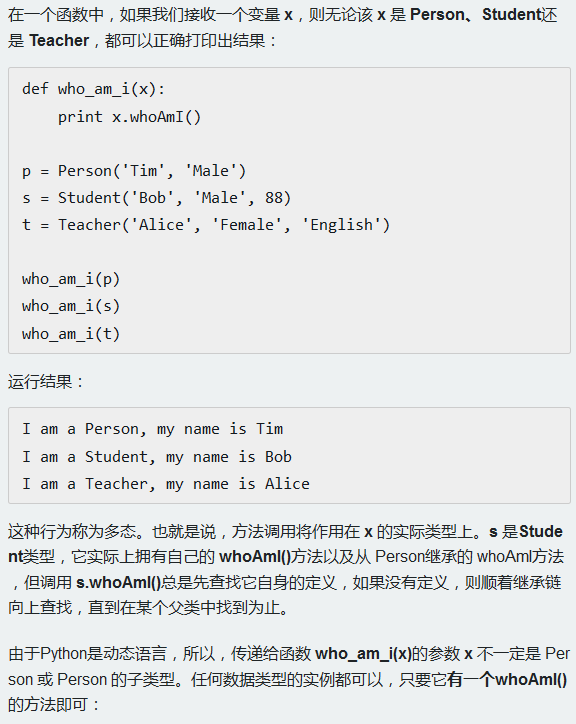 在一个函数中，如果我们接收一个变量 x，则无论该 x 是 Person、Student还
是 Teacher，都可以正确打印出结果：
def who_am_i(x):
    print x.whoAmI()
p = Person('Tim', 'Male')
s = Student('Bob', 'Male', 88)
t = Teacher('Alice', 'Female', 'English')
who_am_i(p)
who_am_i(s)
who_am_i(t)
运行结果：
I am a Person, my name is Tim
I am a Student, my name is Bob
I am a Teacher, my name is Alice
这种行为称为多态。也就是说，方法调用将作用在 x 的实际类型上。s 是Stude
nt类型，它实际上拥有自己的 whoAmI()方法以及从 Person继承的 whoAmI方法
，但调用 s.whoAmI()总是先查找它自身的定义，如果没有定义，则顺着继承链
向上查找，直到在某个父类中找到为止。
由于Python是动态语言，所以，传递给函数 who_am_i(x)的参数 x 不一定是 Per
son 或 Person 的子类型。任何数据类型的实例都可以，只要它有一个whoAmI()
的方法即可：